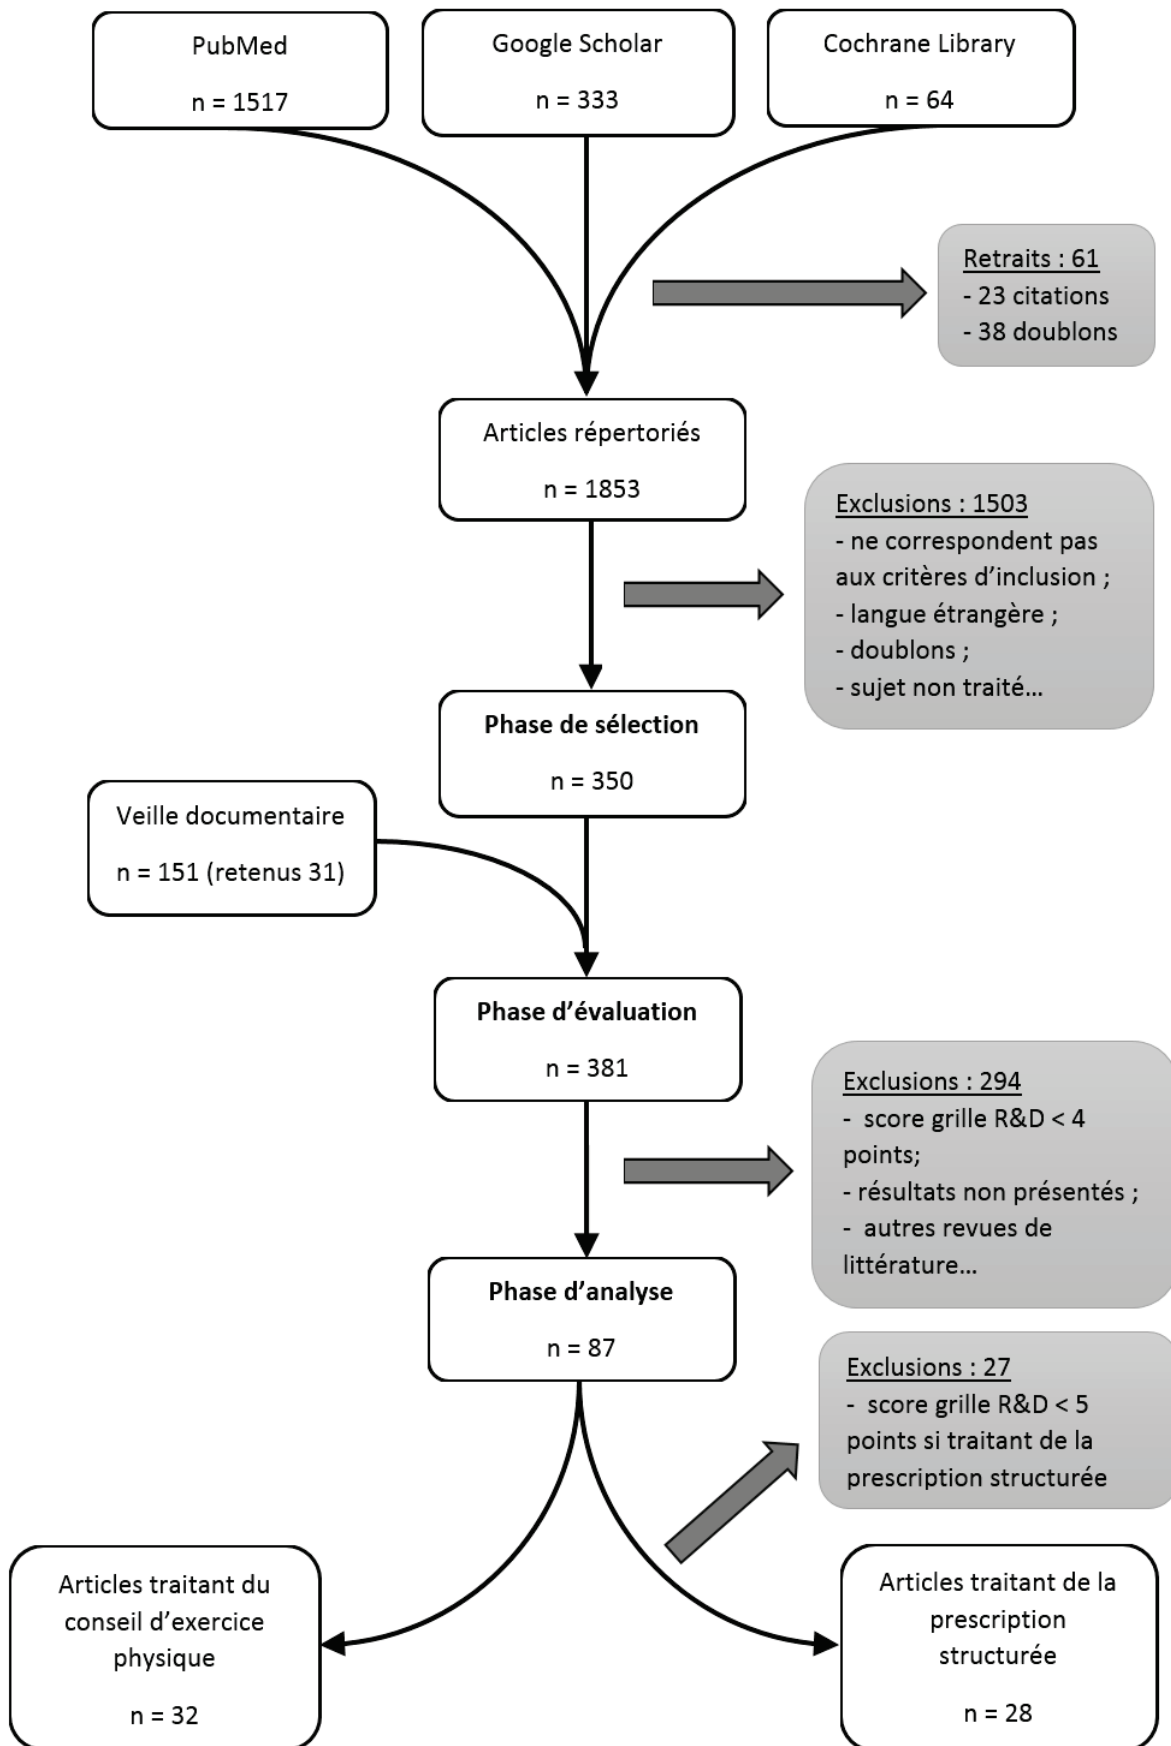 PubMed
n = 1517
Google Scholar
n = 333
Cochrane Library
n = 64
Retraits : 61
- 23 citations
- 38 doublons
Articles répertoriés
n = 1853
Exclusions : 1503
- ne correspondent pas
aux critères d’inclusion ;
- langue étrangère ;
- doublons ;
- sujet non traité...
Phase de sélection
n = 350
Veille documentaire
n = 151 (retenus 31)
Phase d’évaluation
n = 381
Exclusions : 294
- score grille R&D < 4
points;
- résultats non présentés ;
- autres revues de
littérature...
Phase d’analyse
n = 87
Exclusions : 27
- score grille R&D < 5
points si traitant de la
prescription structurée
Articles traitant du
conseil d’exercice
physique
n = 32
Articles traitant de la
prescription
structurée
n = 28